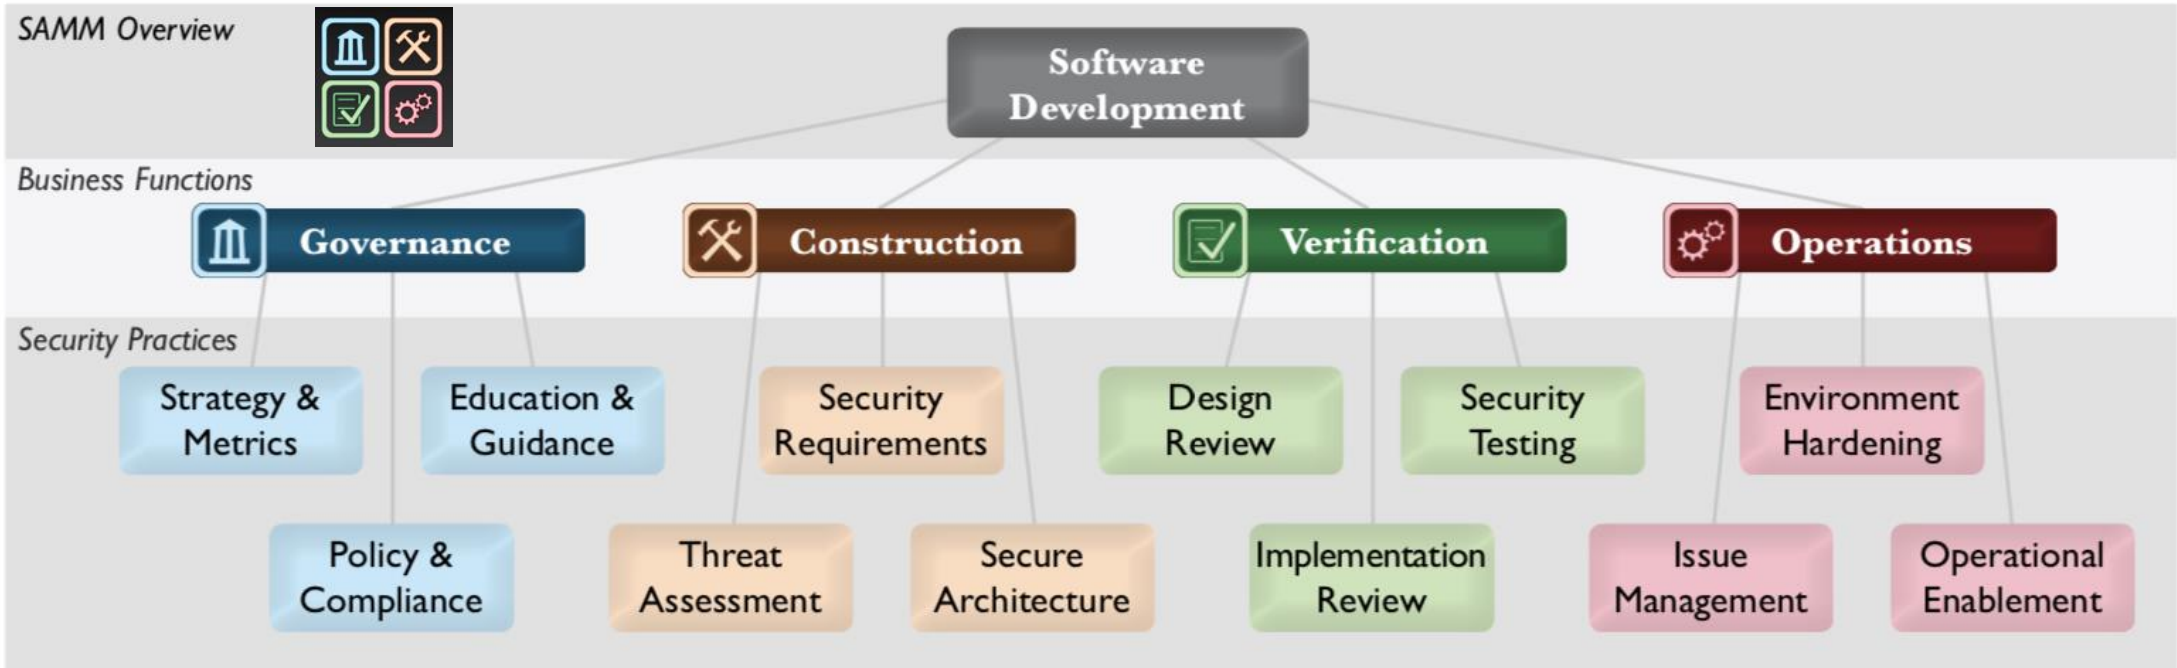 SAMM Overview
Software
Development
Business Functions
Governance
Construction
Verification
Operations
Security Practices
Strategy &
Metrics
Education &
Guidance
Security
Requirements
Design
Review
Security
Testing
Environment
Hardening
Policy &
Compliance
Threat
Assessment
Secure
Architecture
Implementation
Review
Issue
Management
Operational
Enablement